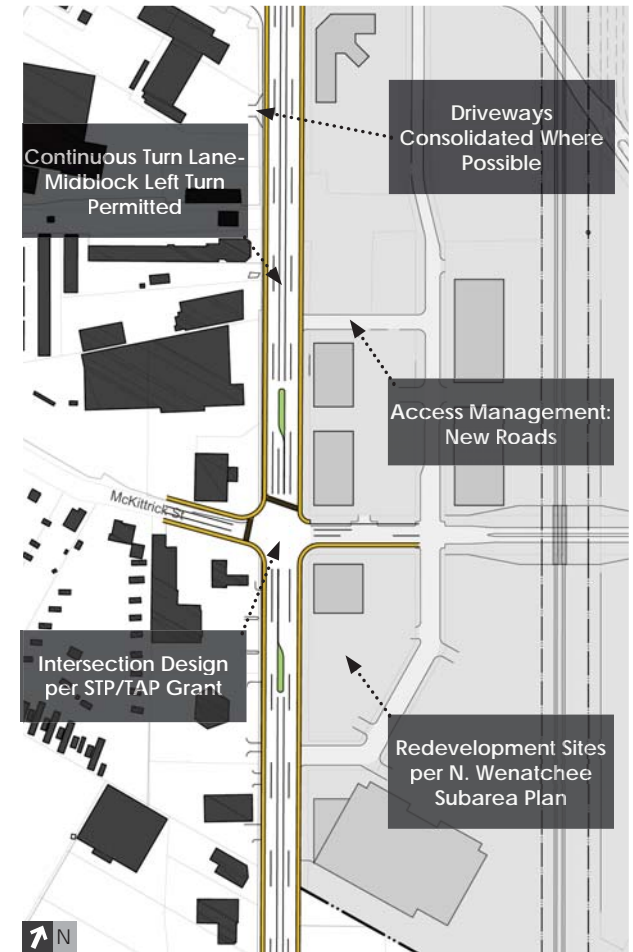 Driveways
Consolidated Where
Possible
Continuous Turn Lane-
Midblock Left Turn
Permitted
Access Management:
New Roads
McKittrick St
Intersection Design
per STP/TAP Grant
Redevelopment Sites
per N. Wenatchee
Subarea Plan
N